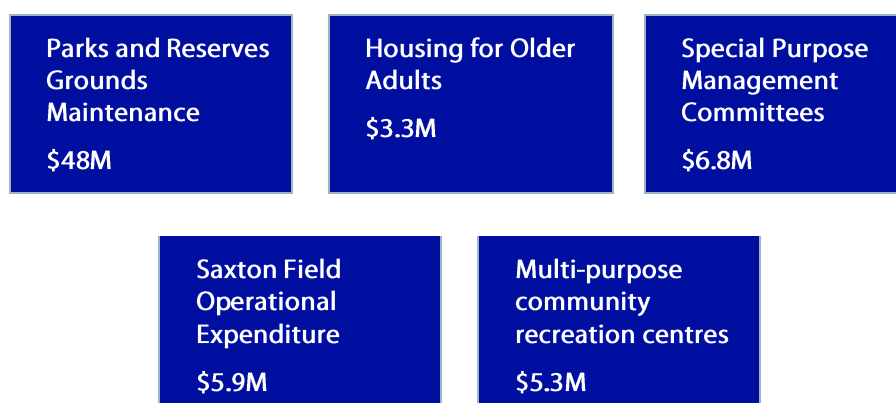 Parks and Reserves
Grounds
Maintenance
$48M
Housing for Older
Adults
$3.3M
Special Purpose
Management
Committees
$6.8M
Saxton Field
Operational
Expenditure
$5.9M
Multi-purpose
community
recreation centres
$5.3M